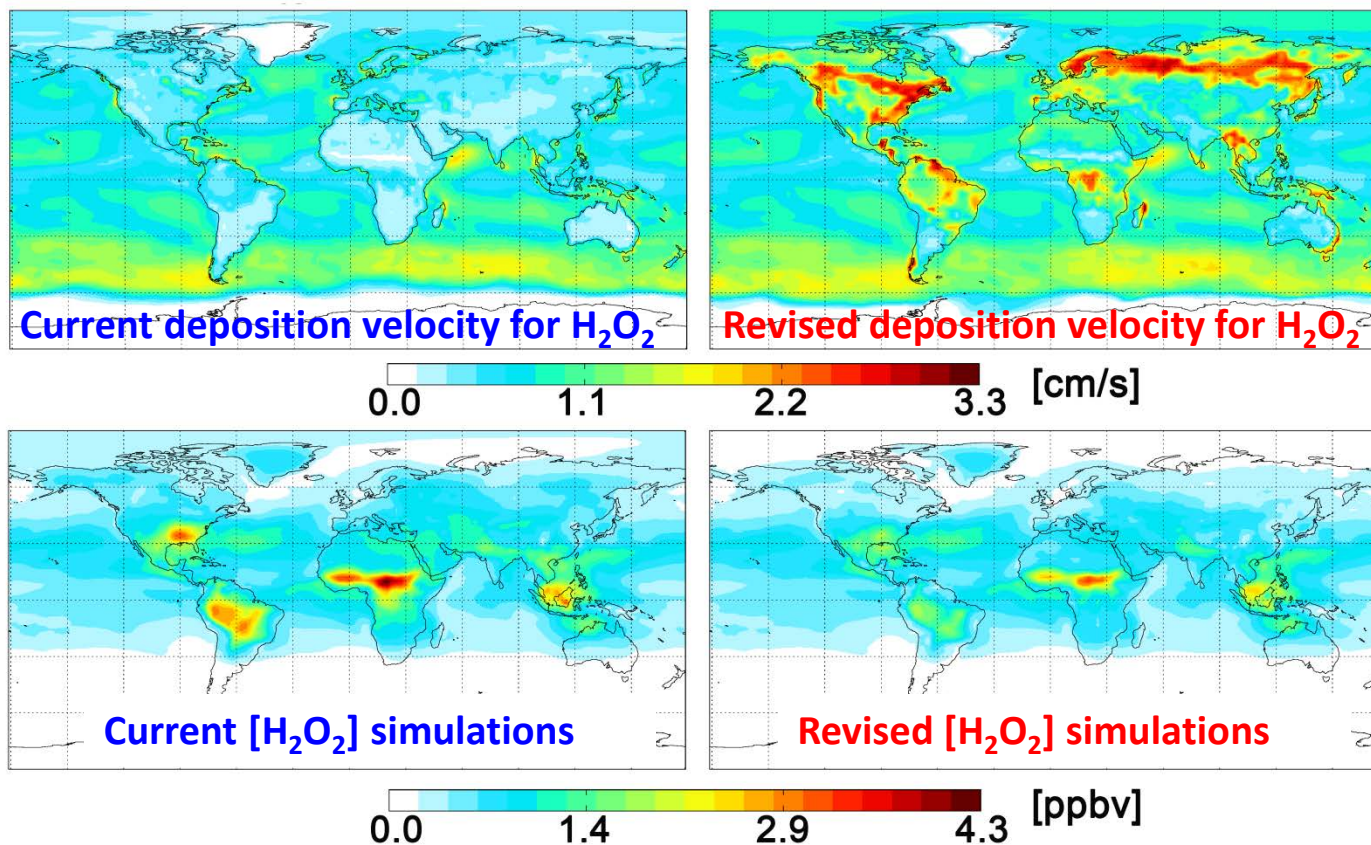 Current deposition velocity for H₂O₂
Revised deposition velocity for H₂O₂
0.0 1.1 2.2 3.3 [cm/s]
Current [H₂O₂] simulations
Revised [H₂O₂] simulations
0.0 1.4 2.9 4.3 [ppbv]